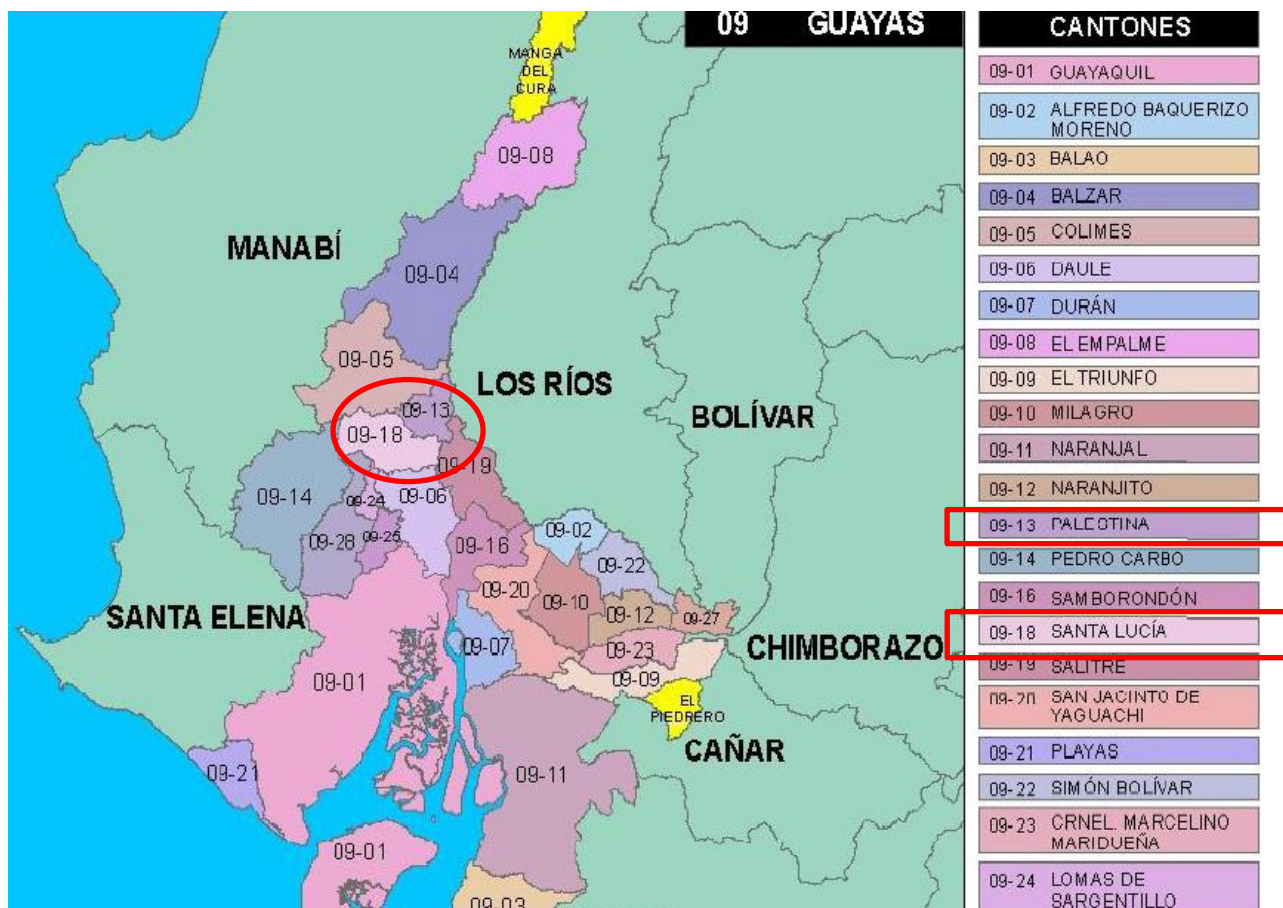 09 GUAYAS
MANGA
DEL
CURA
09-08
MANABÍ
09-04
09-05
LOS RÍOS
09-13
BOLÍVAR
09-18
09-19
09-14
09-24
09-06
09-02
09-28
09-25
09-16
09-22
09-20
SANTA ELENA
09-10
09-12
09-27
CHIMBORAZO
09-07
09-23
09-01
09-09
EL
PIEDRERO
CAÑAR
09-21
09-11
09-01
09-03
CANTONES
09-01 GUAYAQUIL
09-02 ALFREDO BAQUERIZO
MORENO
09-03 BALAO
09-04 BALZAR
09-05 COLIMES
09-06 DAULE
09-07 DURÁN
09-08 EL EMPALME
09-09 EL TRIUNFO
09-10 MILAGRO
09-11 NARANJAL
09-12 NARANJITO
09-13 PALESTINA
09-14 PEDRO CARBO
09-16 SAMBORONDÓN
09-18 SANTA LUCÍA
09-19 SALITRE
09-20 SAN JACINTO DE
YAGUACHI
09-21 PLAYAS
09-22 SIMÓN BOLÍVAR
09-23 CRNEL. MARCELINO
MARIDUEÑA
09-24 LOMAS DE
SARGENTILLO